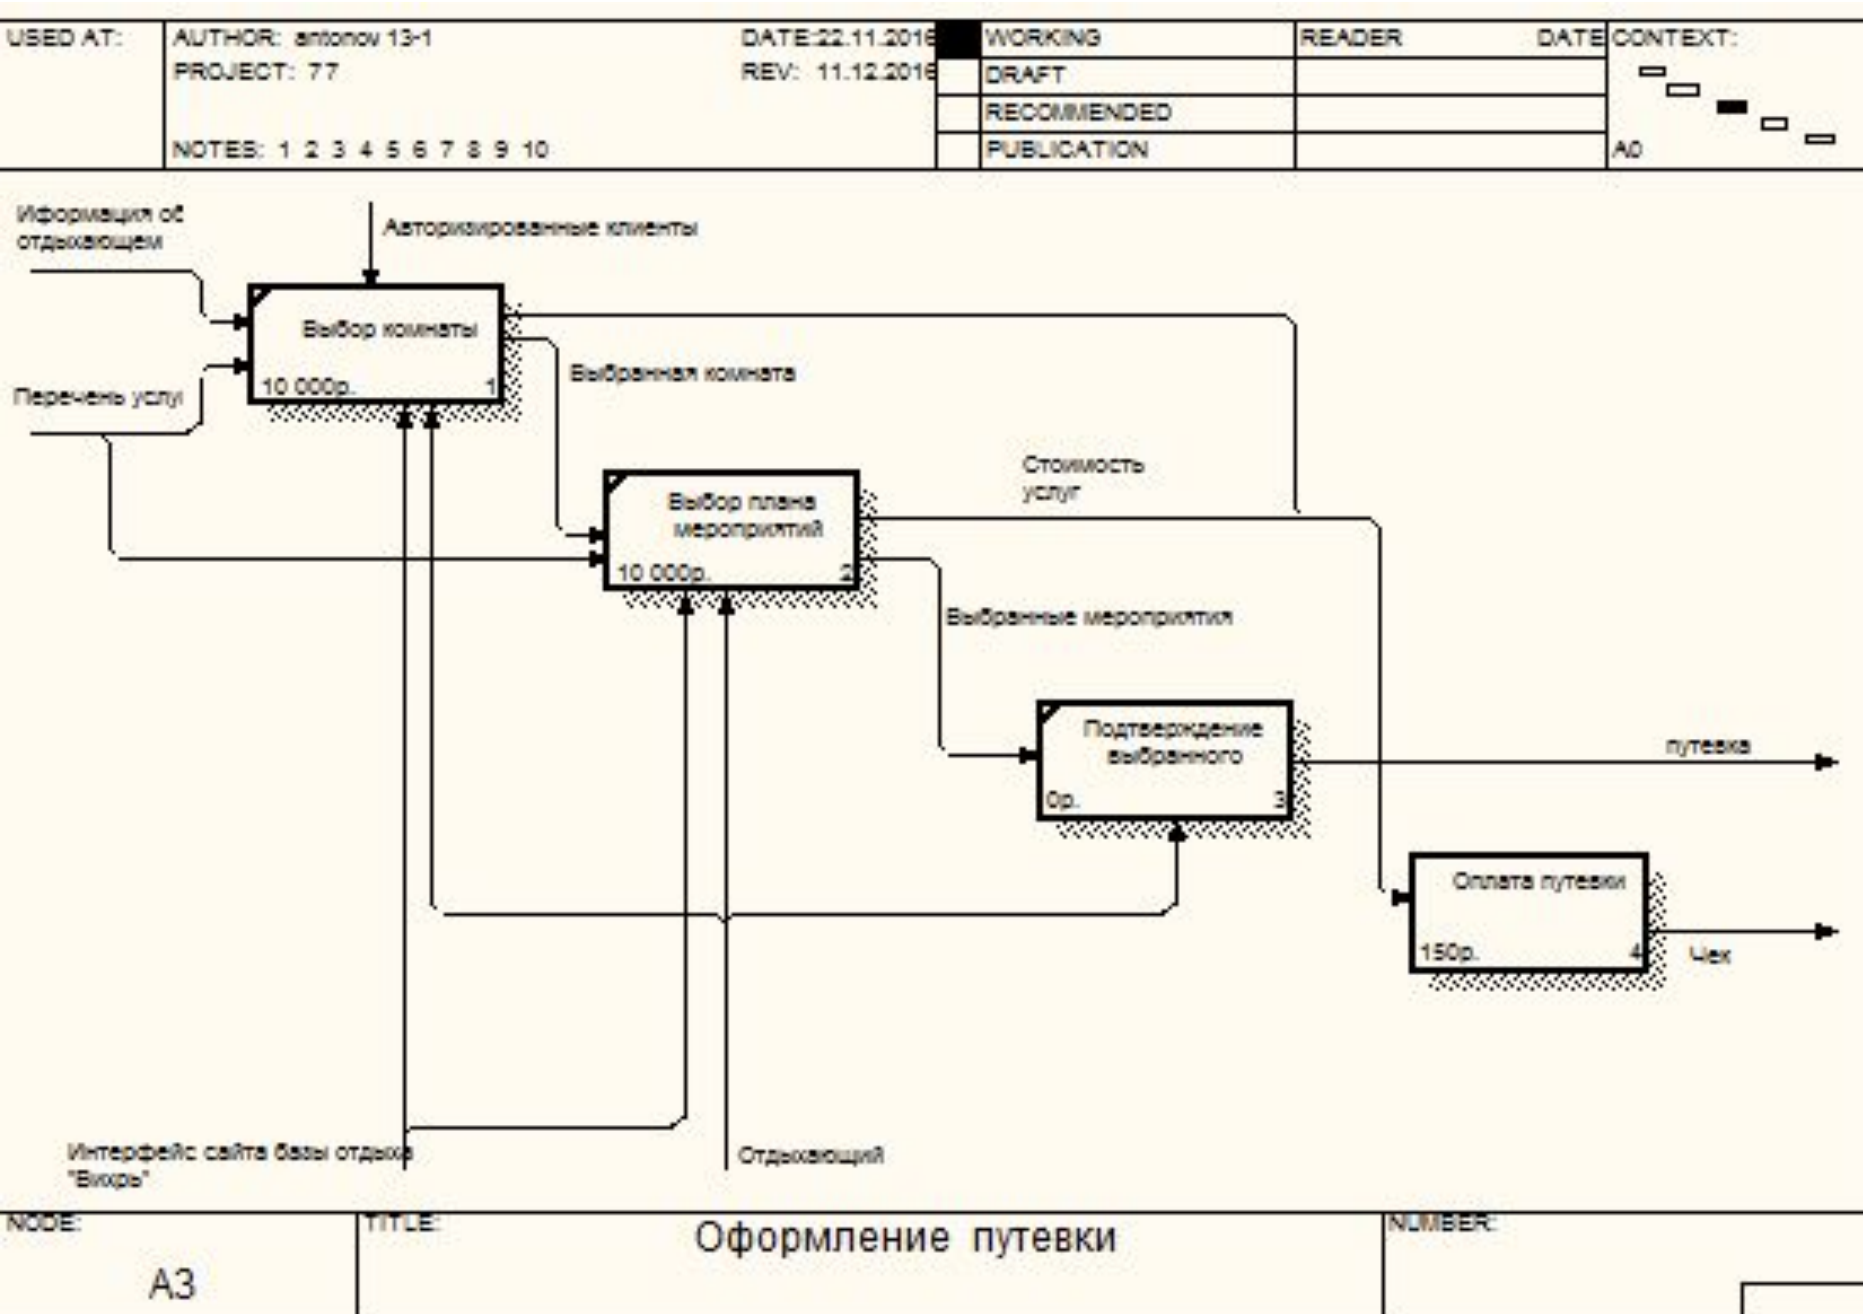 USED AT:
AUTHOR: antonov 13-1
DATE:22.11.2016
WORKING
READER
DATE
CONTEXT:
PROJECT: 77
REV: 11.12.2016
DRAFT
RECOMMENDED
NOTES: 1 2 3 4 5 6 7 8 9 10
PUBLICATION
A0
Иформация об
отдыхающем
Авторизированные клиенты
Выбор комнаты
10 000р.
1
Перечень услуг
Выбранная комната
Выбор плана
мероприятий
10 000р.
2
Стоимость
услуг
Выбранные мероприятия
Подтверждение
выбранного
0р.
3
путевка
Оплата путевки
150р.
4
Чек
Интерфейс сайта базы отдыха
"Вихрь"
Отдыхающий
NODE:
A3
TITLE:
Оформление путевки
NUMBER: